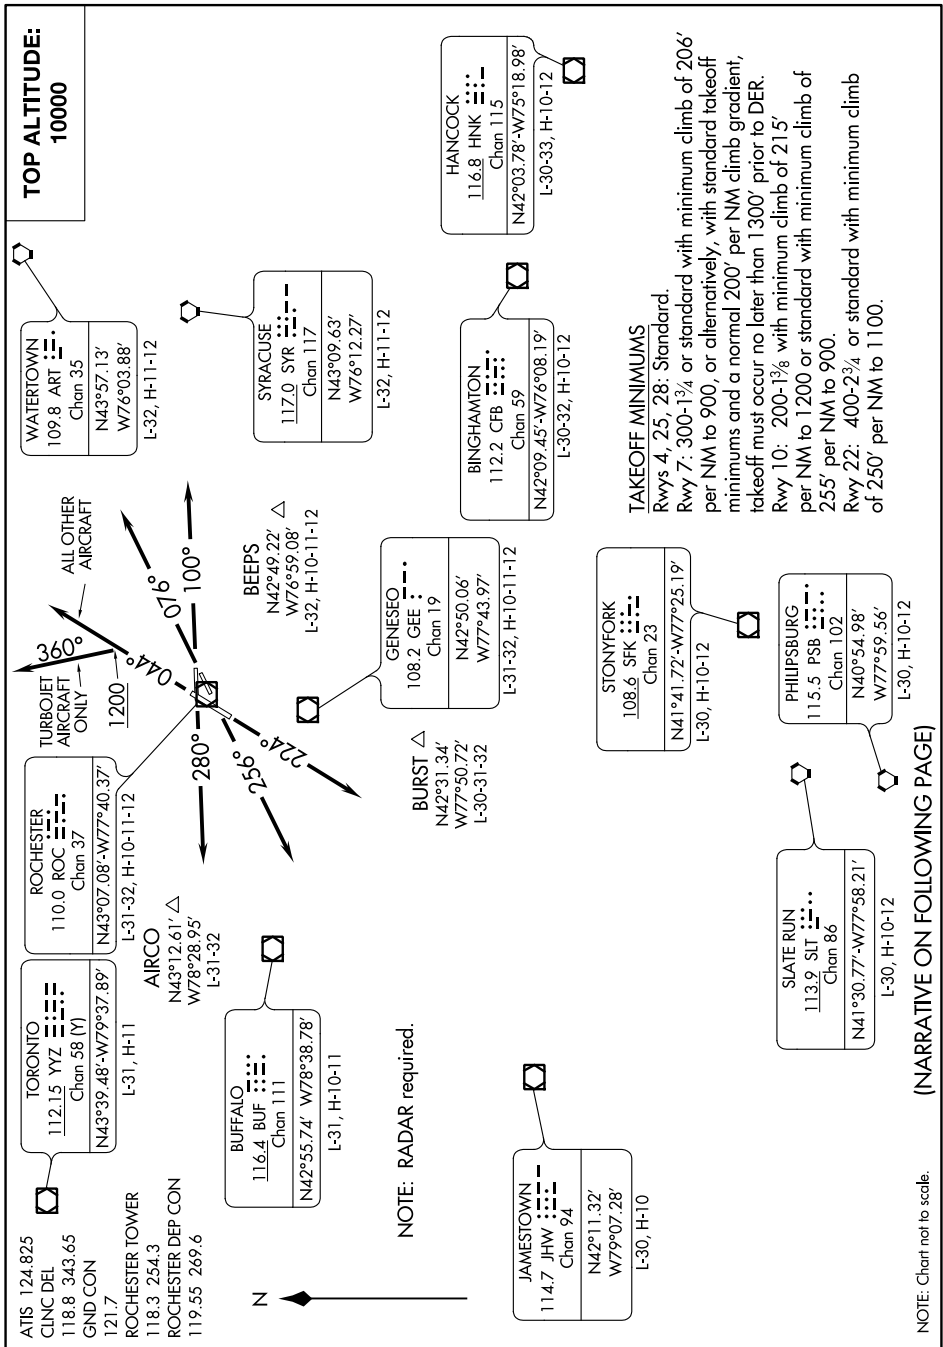 TOP ALTITUDE:
10000
ATIS 124.825
CLNC DEL
118.8 343.65
GND CON
121.7
ROCHESTER TOWER
118.3 254.3
ROCHESTER DEP CON
119.55 269.6
TORONTO
112.15 YYZ
Chan 58 (Y)
N43°39.48'-W79°37.89'
L-31, H-11
ROCHESTER
110.0 ROC
Chan 37
N43°07.08'-W77°40.37'
L-31-32, H-10-11-12
TURBOJET
AIRCRAFT
ONLY
360°
1200
ALL OTHER
AIRCRAFT
044°
076°
100°
280°
256°
224°
WATERTOWN
109.8 ART
Chan 35
N43°57.13'
W76°03.88'
L-32, H-11-12
SYRACUSE
117.0 SYR
Chan 117
N43°09.63'
W76°12.27'
L-32, H-11-12
AIRCO
N43°12.61'
W78°28.95'
L-31-32
BEEPS
N42°49.22'
W76°59.08'
L-32, H-10-11-12
BUFFALO
116.4 BUF
Chan 111
N42°55.74' W78°38.78'
L-31, H-10-11
GENESEO
108.2 GEE
Chan 19
N42°50.06'
W77°43.97'
L-31-32, H-10-11-12
BURST
N42°31.34'
W77°50.72'
L-30-31-32
BINGHAMTON
112.2 CFB
Chan 59
N42°09.45'-W76°08.19'
L-30-32, H-10-12
HANCOCK
116.8 HNK
Chan 115
N42°03.78'-W75°18.98'
L-30-33, H-10-12
NOTE: RADAR required.
N
JAMESTOWN
114.7 JHW
Chan 94
N42°11.32'
W79°07.28'
L-30, H-10
STONYFORK
108.6 SFK
Chan 23
N41°41.72'-W77°25.19'
L-30, H-10-12
SLATE RUN
113.9 SLT
Chan 86
N41°30.77'-W77°58.21'
L-30, H-10-12
PHILIPSBURG
115.5 PSB
Chan 102
N40°54.98'
W77°59.56'
L-30, H-10-12
TAKEOFF MINIMUMS
Rwys 4, 25, 28: Standard.
Rwy 7: 300-1¾ or standard with minimum climb of 206'
per NM to 900, or alternatively, with standard takeoff
minimums and a normal 200' per NM climb gradient,
takeoff must occur no later than 1300' prior to DER.
Rwy 10: 200-1⅜ with minimum climb of 215'
per NM to 1200 or standard with minimum climb of
255' per NM to 900.
Rwy 22: 400-2¾ or standard with minimum climb
of 250' per NM to 1100.
(NARRATIVE ON FOLLOWING PAGE)
NOTE: Chart not to scale.